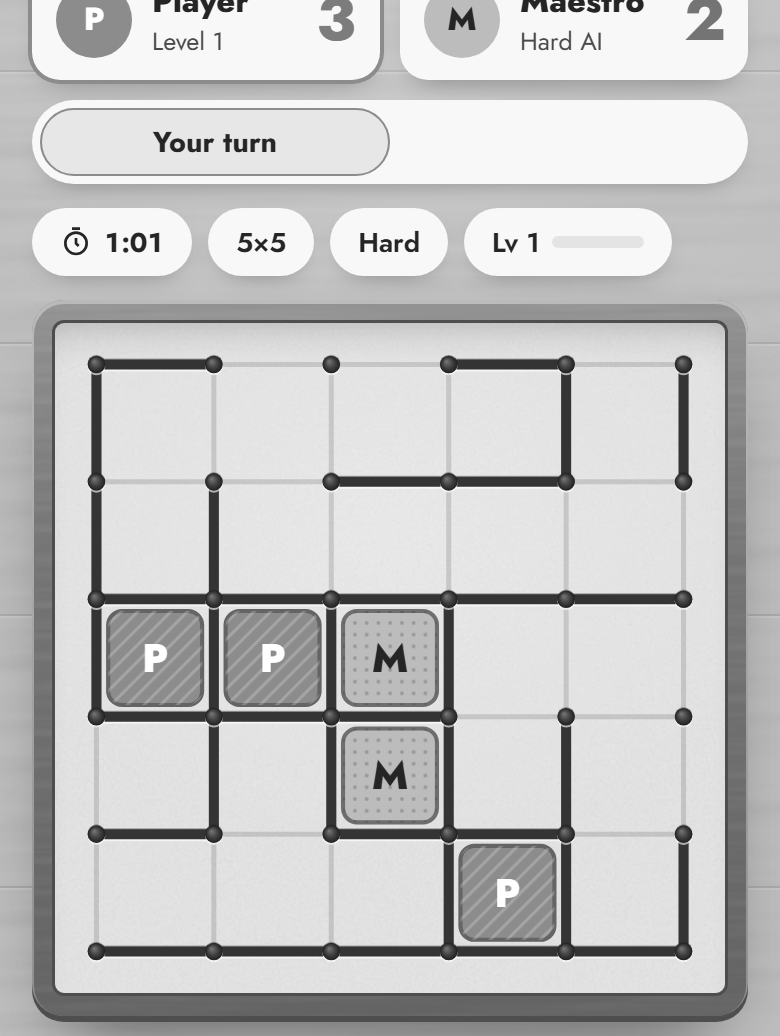 P Player 3
Level 1
M Maestro 2
Hard AI
Your turn
1:01 5×5 Hard Lv 1
P P M
M
P